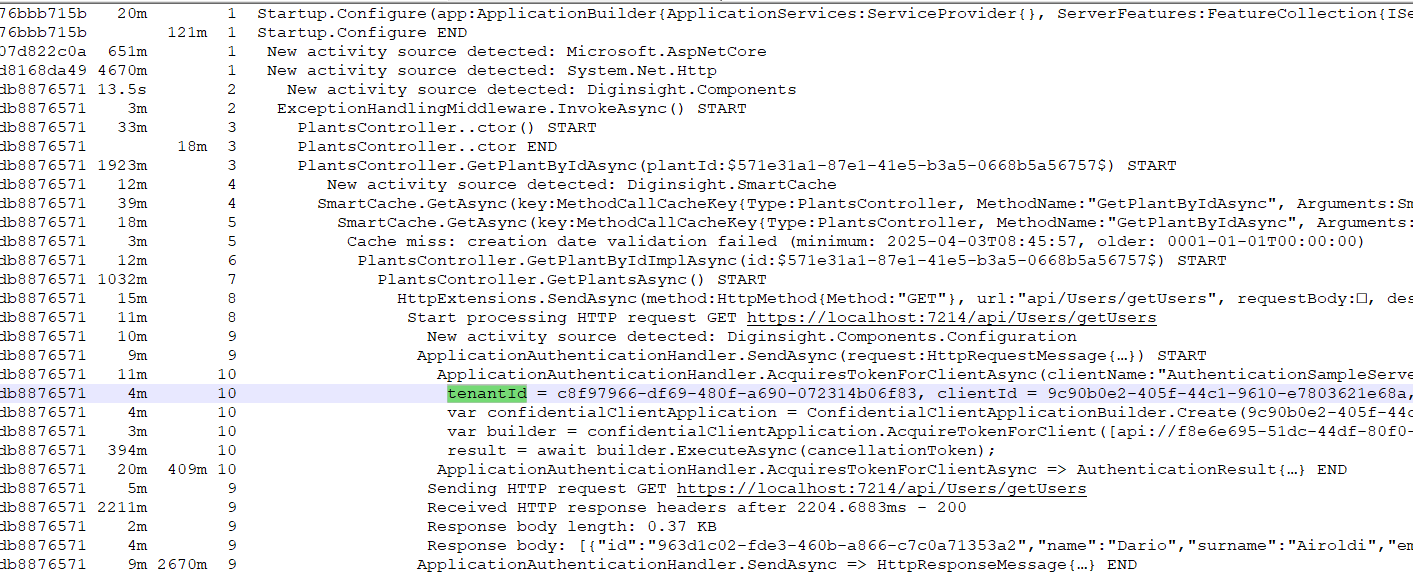 76bbb715b 20m 1 Startup.Configure(app:ApplicationBuilder{ApplicationServices:ServiceProvider{}, ServerFeatures:FeatureCollection{ISe
76bbb715b 121m 1 Startup.Configure END
07d822c0a 651m 1 New activity source detected: Microsoft.AspNetCore
d8168da49 4670m 1 New activity source detected: System.Net.Http
db8876571 13.5s 2 New activity source detected: Diginsight.Components
db8876571 3m 2 ExceptionHandlingMiddleware.InvokeAsync() START
db8876571 33m 3 PlantsController..ctor() START
db8876571 18m 3 PlantsController..ctor END
db8876571 1923m 3 PlantsController.GetPlantByIdAsync(plantId:$571e31a1-87e1-41e5-b3a5-0668b5a56757$) START
db8876571 12m 4 New activity source detected: Diginsight.SmartCache
db8876571 39m 4 SmartCache.GetAsync(key:MethodCallCacheKey{Type:PlantsController, MethodName:"GetPlantByIdAsync", Arguments:Sm
db8876571 18m 5 SmartCache.GetAsync(key:MethodCallCacheKey{Type:PlantsController, MethodName:"GetPlantByIdAsync", Arguments:
db8876571 3m 5 Cache miss: creation date validation failed (minimum: 2025-04-03T08:45:57, older: 0001-01-01T00:00:00)
db8876571 12m 6 PlantsController.GetPlantByIdImplAsync(id:$571e31a1-87e1-41e5-b3a5-0668b5a56757$) START
db8876571 1032m 7 PlantsController.GetPlantsAsync() START
db8876571 15m 8 HttpExtensions.SendAsync(method:HttpMethod{Method:"GET"}, url:"api/Users/getUsers", requestBody:□, des
db8876571 11m 8 Start processing HTTP request GET https://localhost:7214/api/Users/getUsers
db8876571 10m 9 New activity source detected: Diginsight.Components.Configuration
db8876571 9m 9 ApplicationAuthenticationHandler.SendAsync(request:HttpRequestMessage{…}) START
db8876571 11m 10 ApplicationAuthenticationHandler.AcquiresTokenForClientAsync(clientName:"AuthenticationSampleServe
db8876571 4m 10 tenantId = c8f97966-df69-480f-a690-072314b06f83, clientId = 9c90b0e2-405f-44c1-9610-e7803621e68a,
db8876571 4m 10 var confidentialClientApplication = ConfidentialClientApplicationBuilder.Create(9c90b0e2-405f-44c
db8876571 3m 10 var builder = confidentialClientApplication.AcquireTokenForClient([api://f8e6e695-51dc-44df-80f0-
db8876571 394m 10 result = await builder.ExecuteAsync(cancellationToken);
db8876571 20m 409m 10 ApplicationAuthenticationHandler.AcquiresTokenForClientAsync => AuthenticationResult{…} END
db8876571 5m 9 Sending HTTP request GET https://localhost:7214/api/Users/getUsers
db8876571 2211m 9 Received HTTP response headers after 2204.6883ms - 200
db8876571 2m 9 Response body length: 0.37 KB
db8876571 4m 9 Response body: [{"id":"963d1c02-fde3-460b-a866-c7c0a71353a2","name":"Dario","surname":"Airoldi","em
db8876571 9m 2670m 9 ApplicationAuthenticationHandler.SendAsync => HttpResponseMessage{…} END